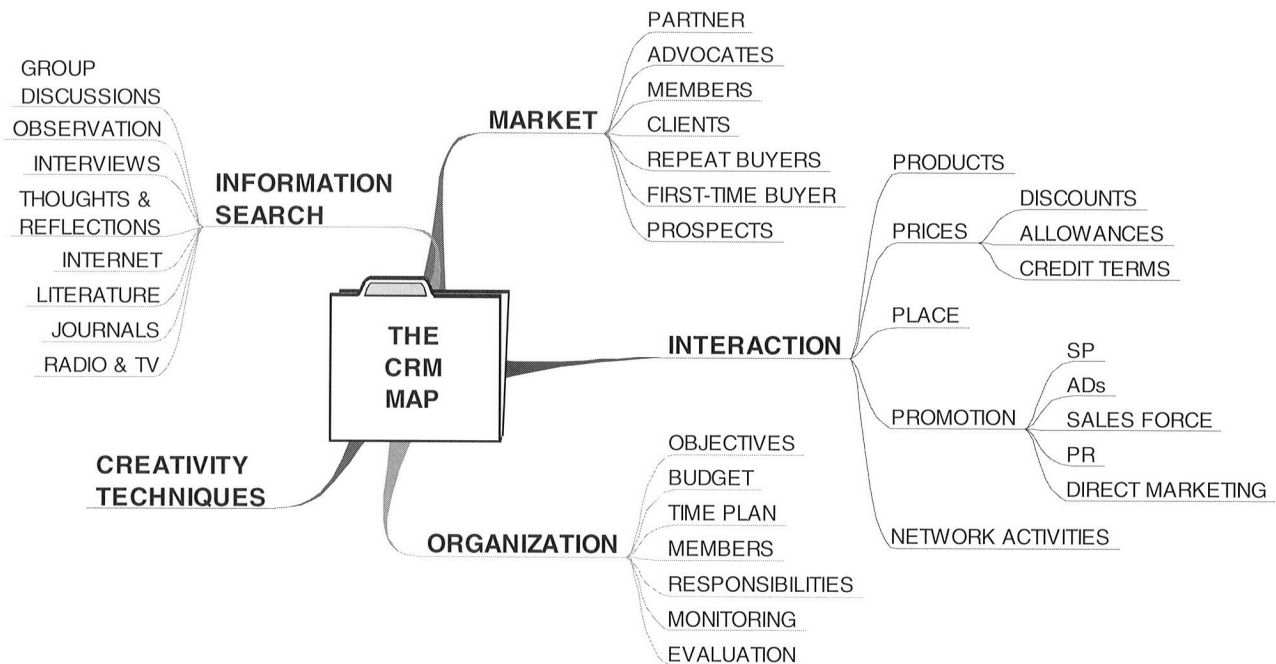 THE
CRM
MAP
MARKET
PARTNER
ADVOCATES
MEMBERS
CLIENTS
REPEAT BUYERS
FIRST-TIME BUYER
PROSPECTS
INTERACTION
PRODUCTS
PRICES
DISCOUNTS
ALLOWANCES
CREDIT TERMS
PLACE
PROMOTION
SP
ADs
SALES FORCE
PR
DIRECT MARKETING
NETWORK ACTIVITIES
ORGANIZATION
OBJECTIVES
BUDGET
TIME PLAN
MEMBERS
RESPONSIBILITIES
MONITORING
EVALUATION
CREATIVITY
TECHNIQUES
INFORMATION
SEARCH
GROUP
DISCUSSIONS
OBSERVATION
INTERVIEWS
THOUGHTS &
REFLECTIONS
INTERNET
LITERATURE
JOURNALS
RADIO & TV